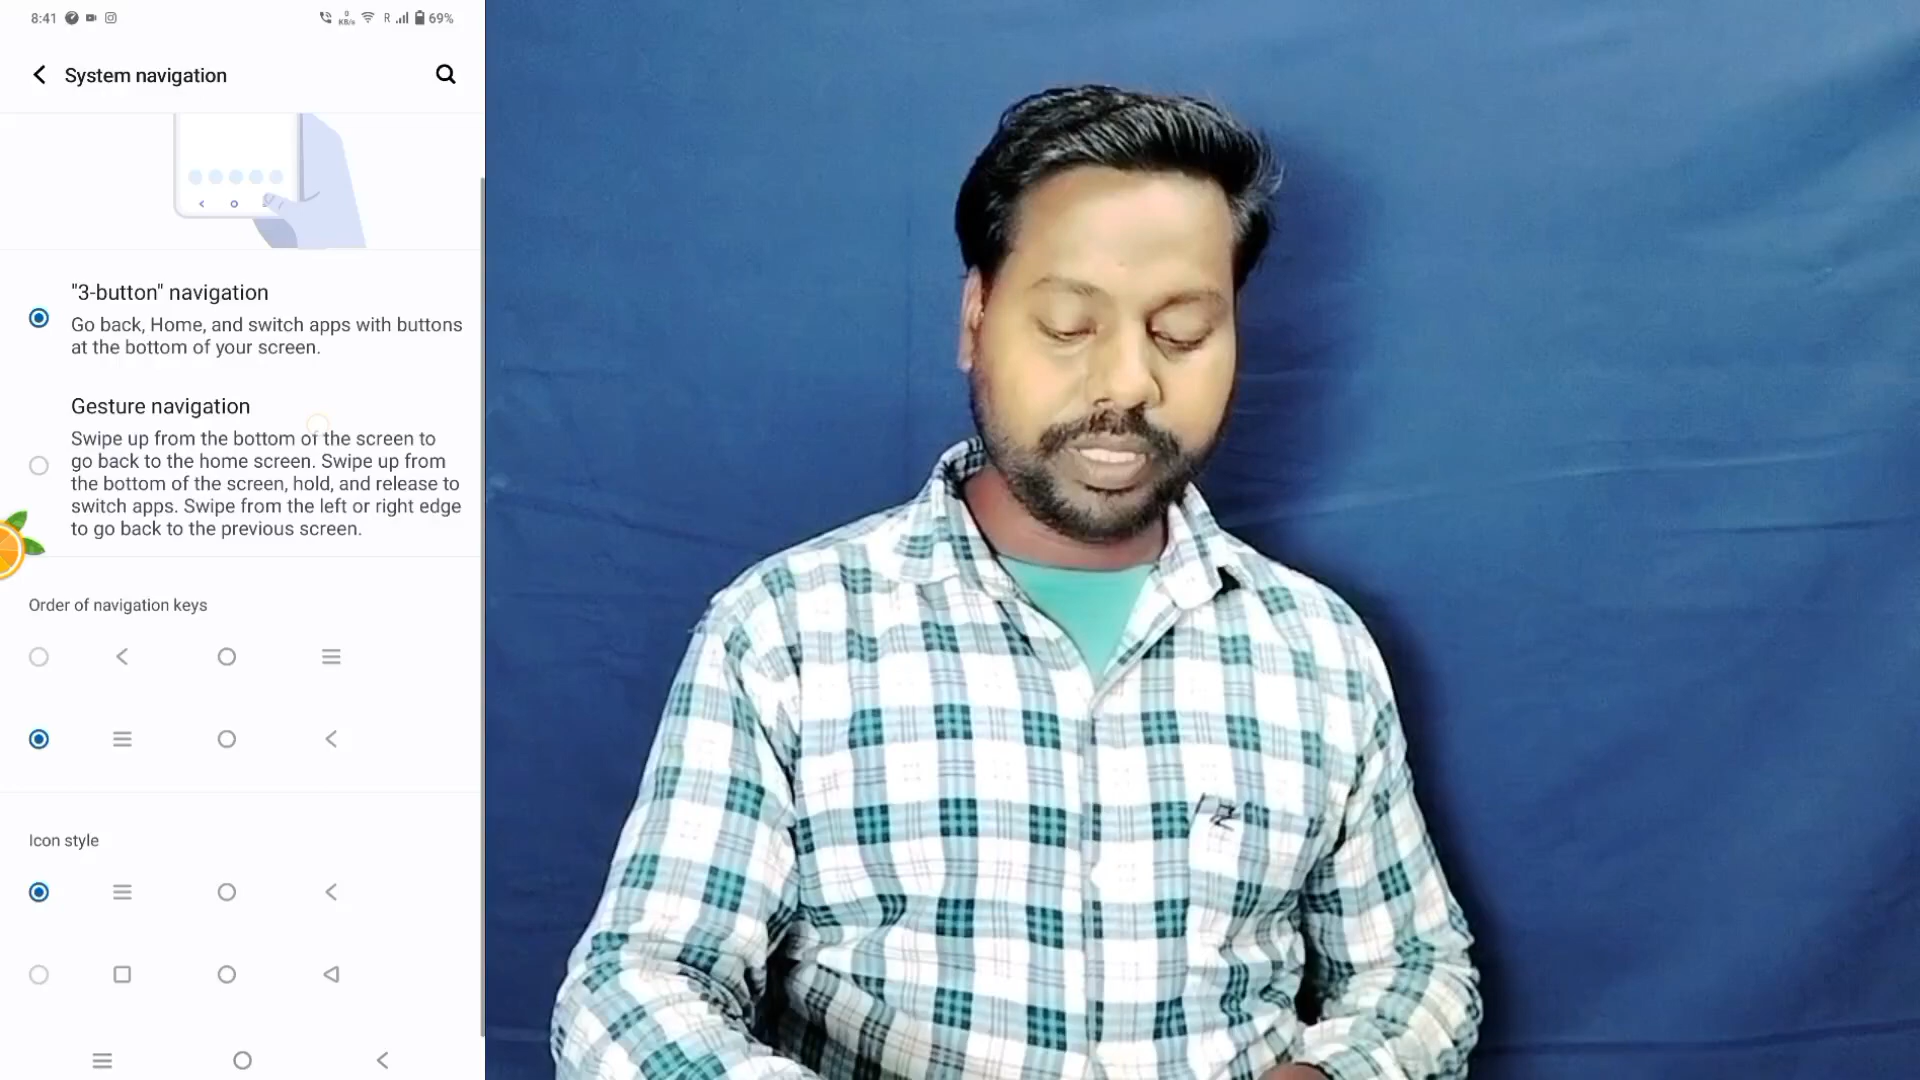 8:41 0 KB/s R 69%
System navigation
"3-button" navigation
Go back, Home, and switch apps with buttons
at the bottom of your screen.
Gesture navigation
Swipe up from the bottom of the screen to
go back to the home screen. Swipe up from
the bottom of the screen, hold, and release to
switch apps. Swipe from the left or right edge
to go back to the previous screen.
Order of navigation keys
Icon style